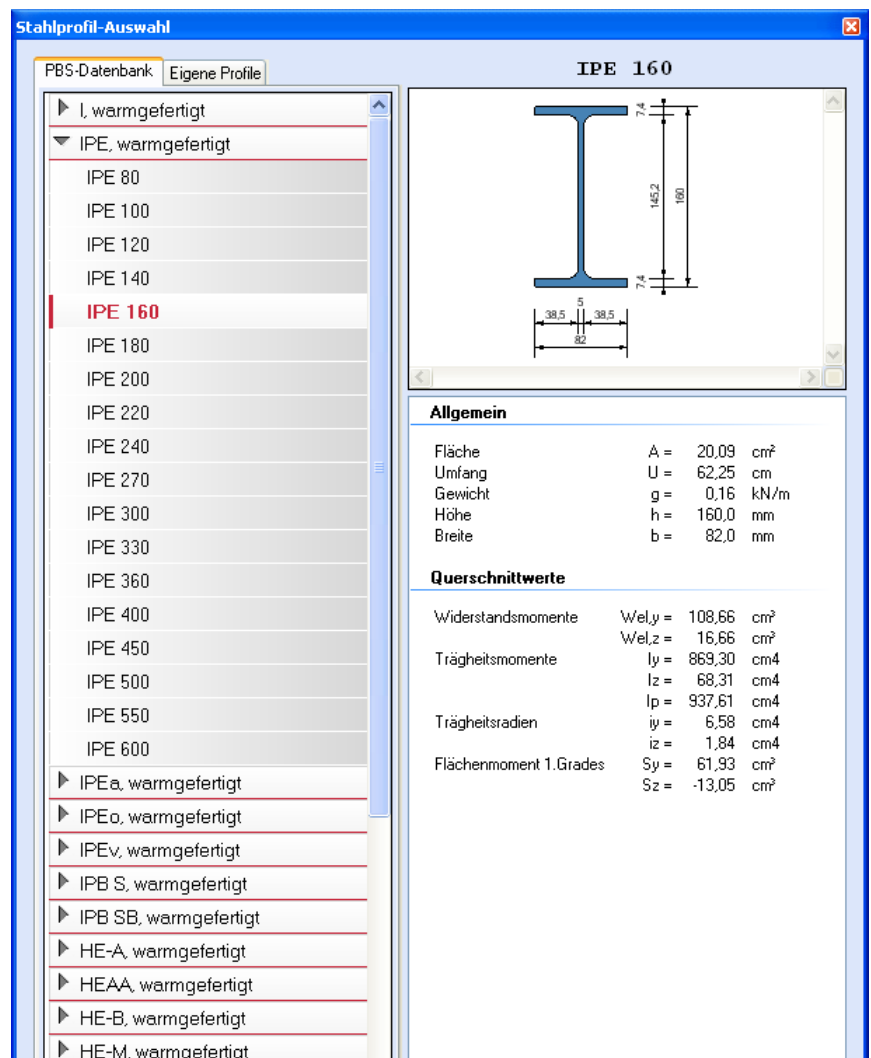 Stahlprofil-Auswahl
PBS-Datenbank
Eigene Profile
I, warmgefertigt
IPE, warmgefertigt
IPE 80
IPE 100
IPE 120
IPE 140
IPE 160
IPE 180
IPE 200
IPE 220
IPE 240
IPE 270
IPE 300
IPE 330
IPE 360
IPE 400
IPE 450
IPE 500
IPE 550
IPE 600
IPEa, warmgefertigt
IPEo, warmgefertigt
IPEv, warmgefertigt
IPB S, warmgefertigt
IPB SB, warmgefertigt
HE-A, warmgefertigt
HEAA, warmgefertigt
HE-B, warmgefertigt
HE-M, warmgefertigt
IPE 160
7,4
145,2
160
7,4
5
38,5
38,5
82
Allgemein
Fläche A = 20,09 cm²
Umfang U = 62,25 cm
Gewicht g = 0,16 kN/m
Höhe h = 160,0 mm
Breite b = 82,0 mm
Querschnittwerte
Widerstandsmomente Wel,y = 108,66 cm³
Wel,z = 16,66 cm³
Trägheitsmomente Iy = 869,30 cm4
Iz = 68,31 cm4
Ip = 937,61 cm4
Trägheitsradien iy = 6,58 cm4
iz = 1,84 cm4
Flächenmoment 1.Grades Sy = 61,93 cm³
Sz = -13,05 cm³